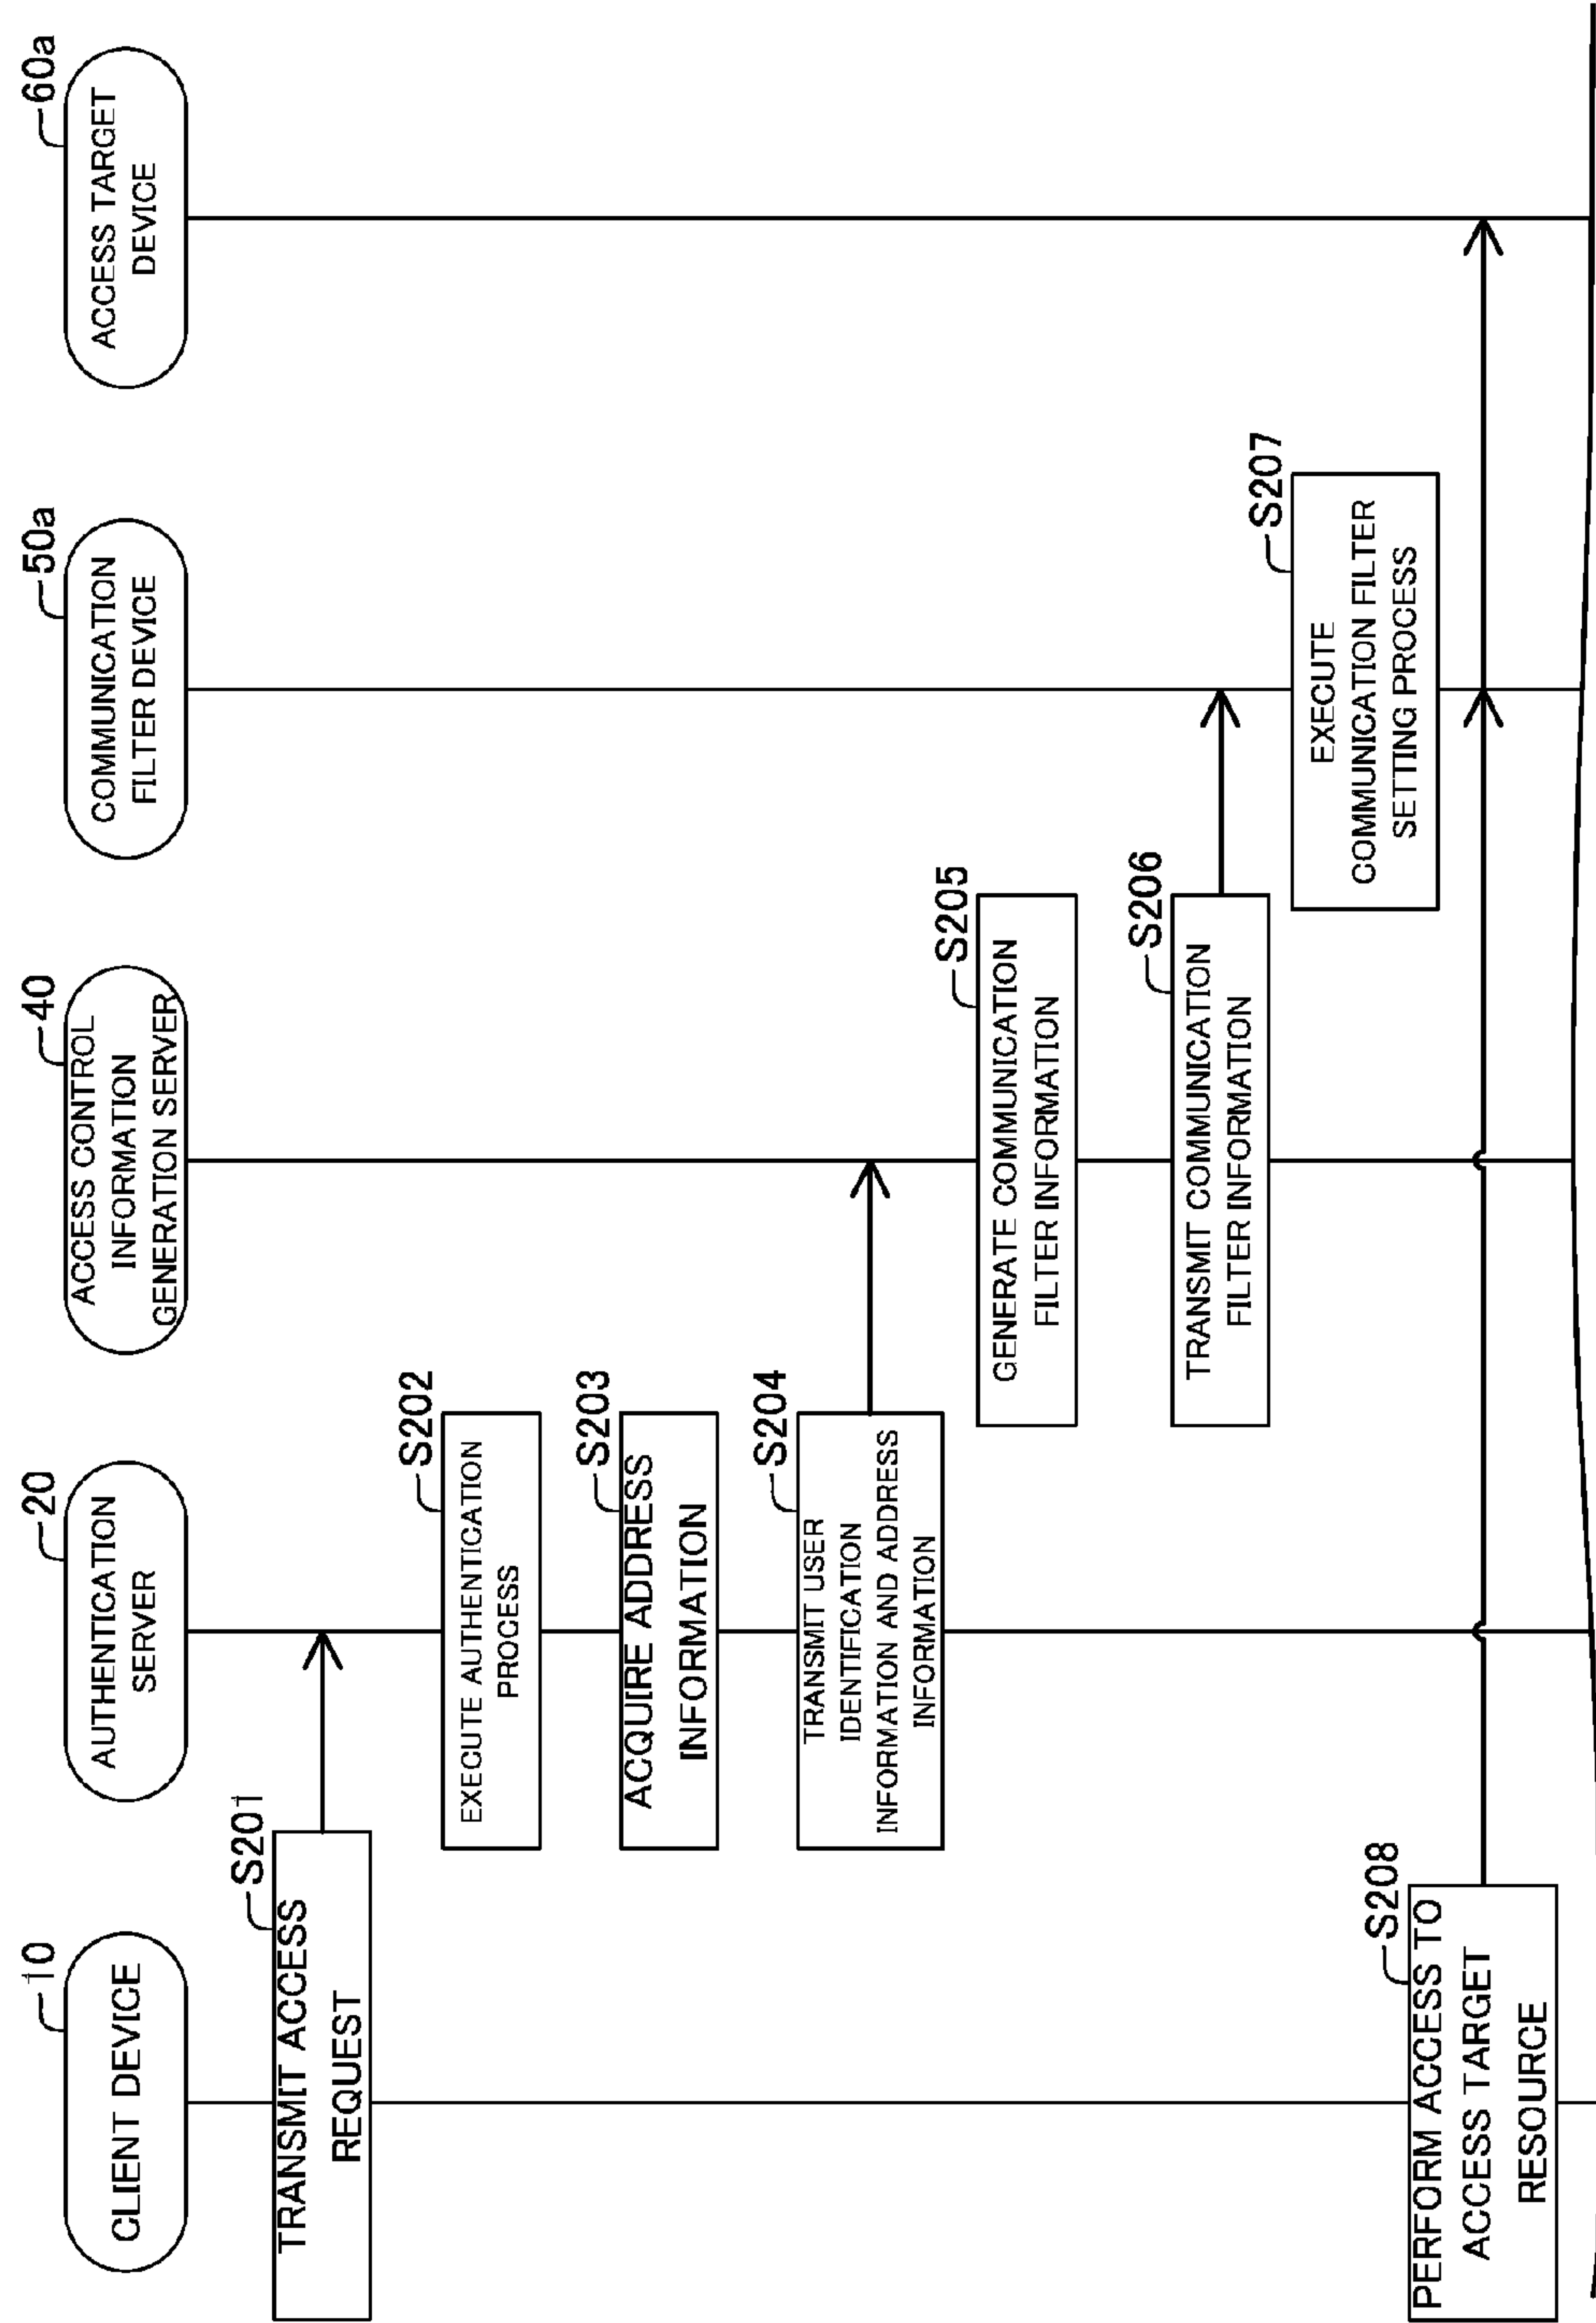 10
CLIENT DEVICE
20
AUTHENTICATION
SERVER
40
ACCESS CONTROL
INFORMATION
GENERATION SERVER
50a
COMMUNICATION
FILTER DEVICE
60a
ACCESS TARGET
DEVICE
S201
TRANSMIT ACCESS
REQUEST
S202
EXECUTE AUTHENTICATION
PROCESS
S203
ACQUIRE ADDRESS
INFORMATION
S204
TRANSMIT USER
IDENTIFICATION
INFORMATION AND ADDRESS
INFORMATION
S205
GENERATE COMMUNICATION
FILTER INFORMATION
S206
TRANSMIT COMMUNICATION
FILTER INFORMATION
S207
EXECUTE
COMMUNICATION FILTER
SETTING PROCESS
S208
PERFORM ACCESS TO
ACCESS TARGET
RESOURCE